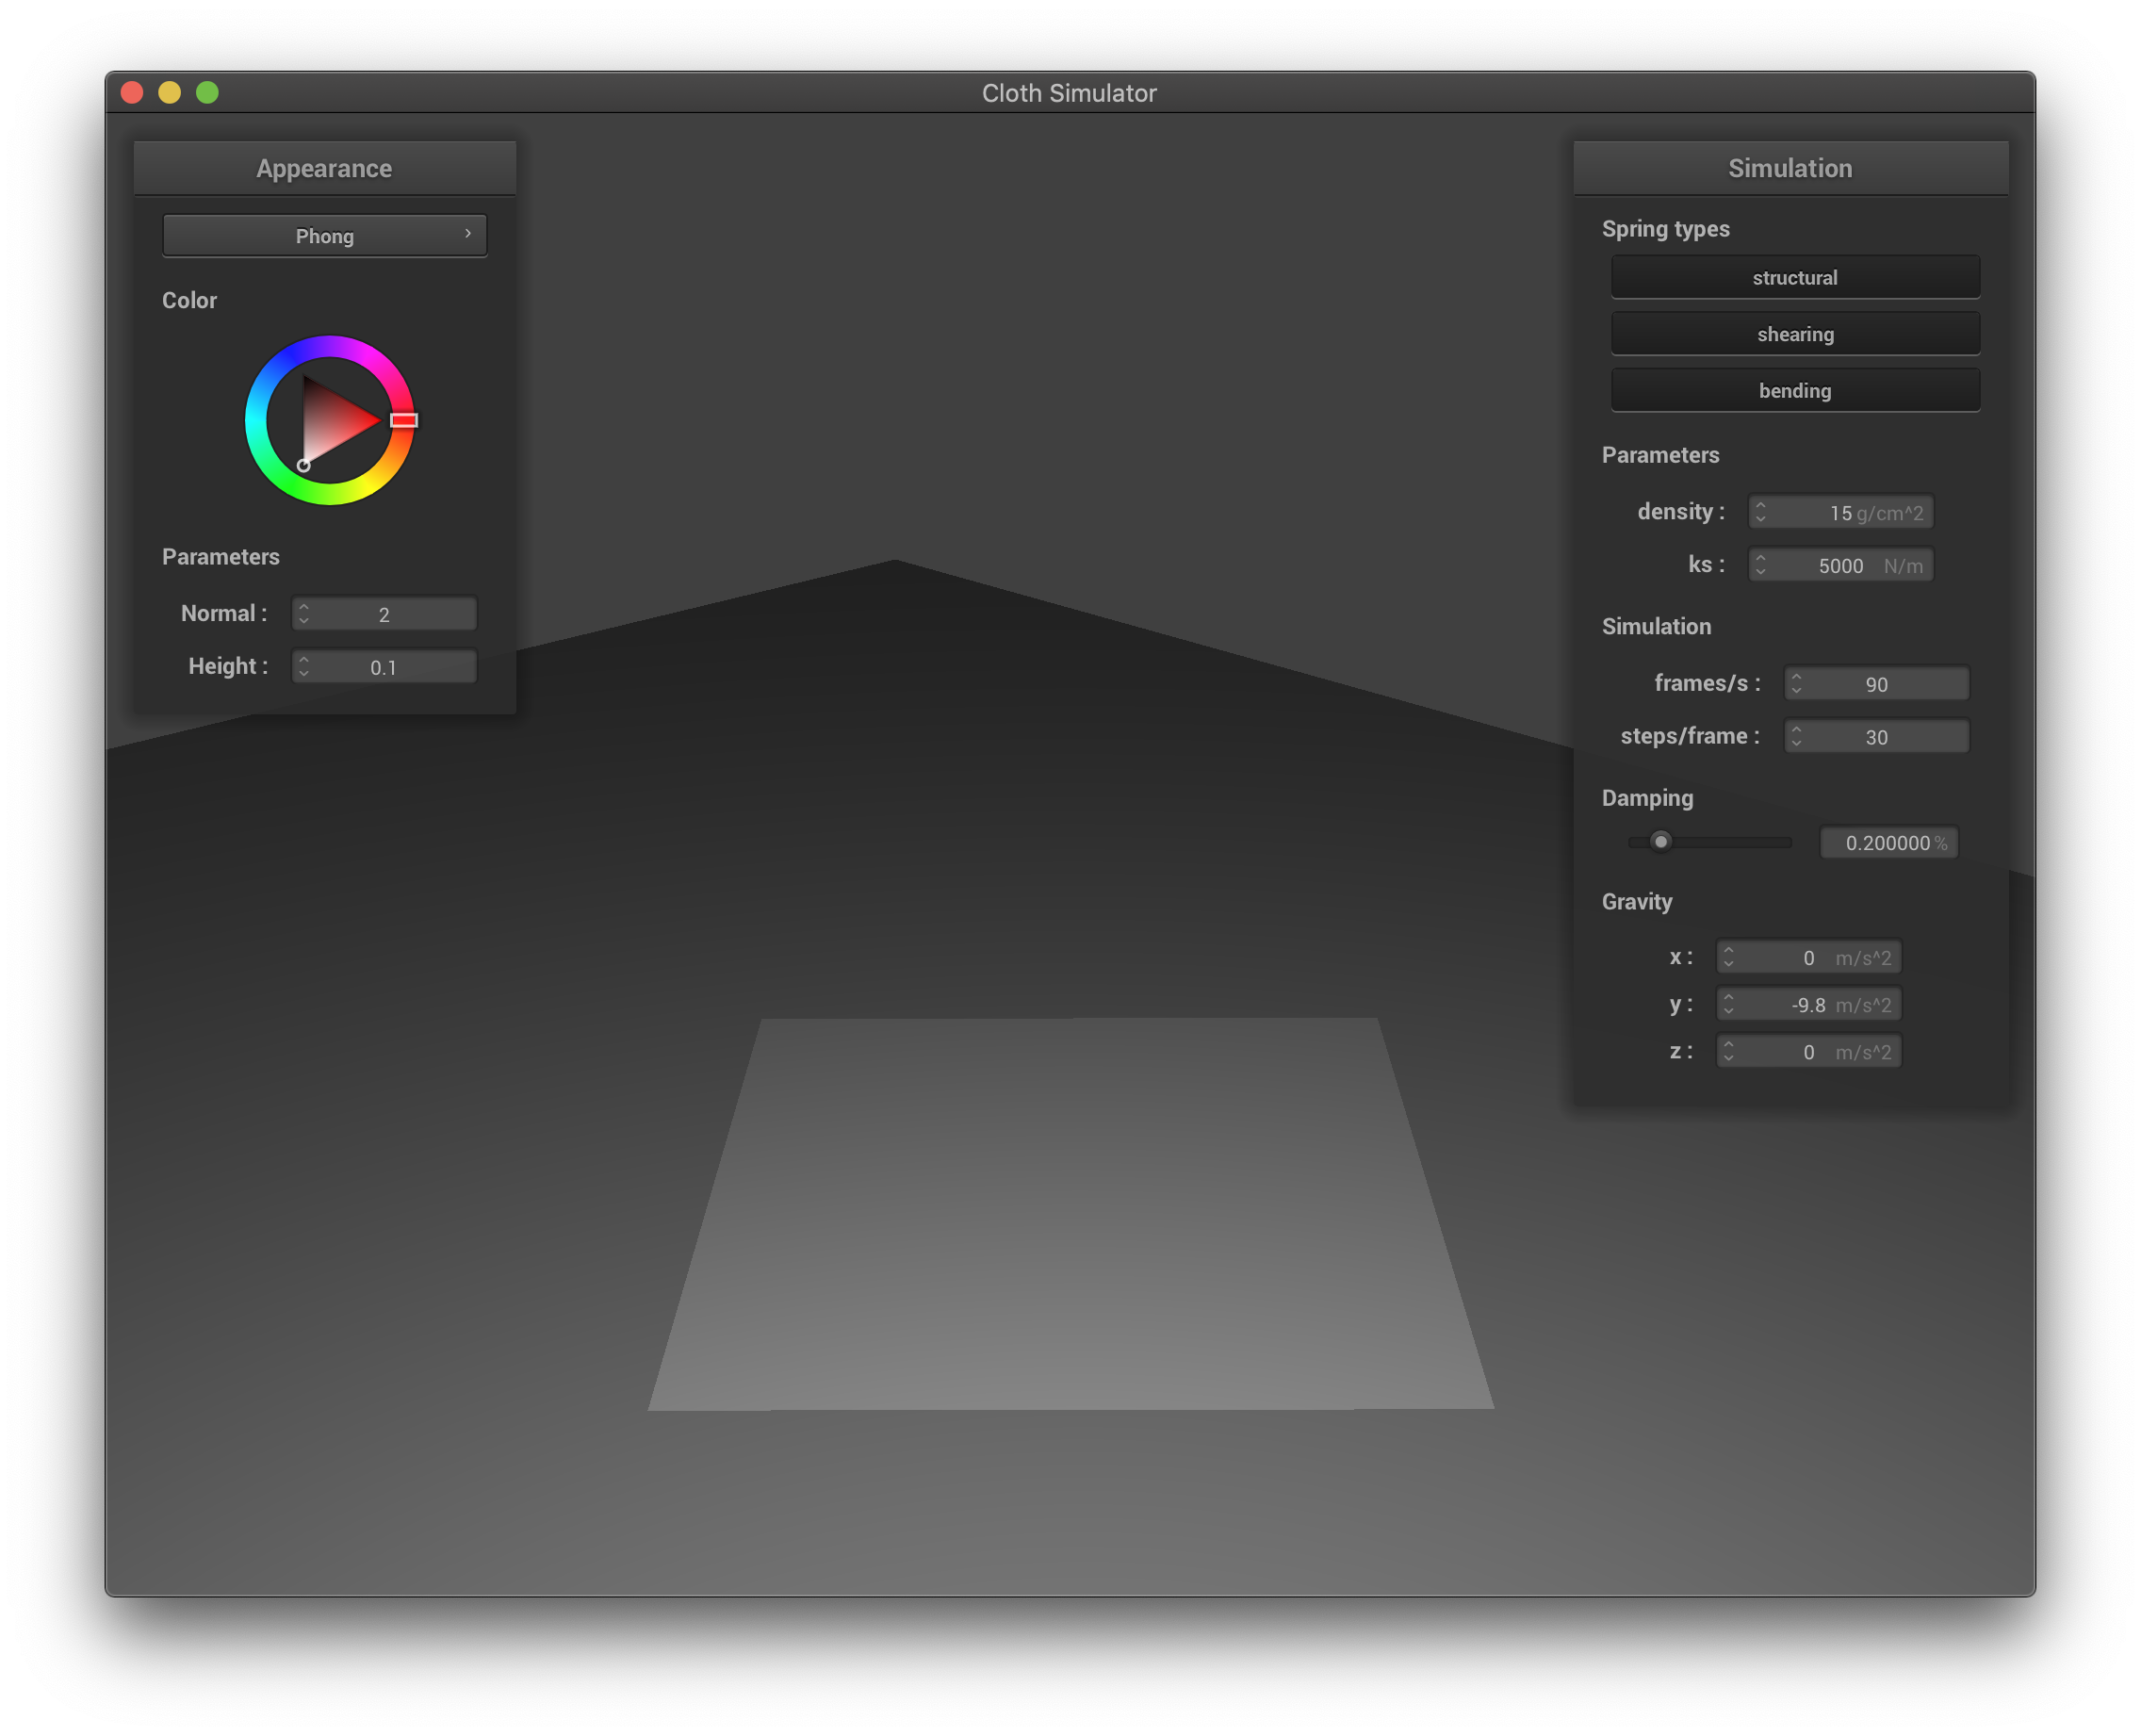 Cloth Simulator
Appearance
Phong
Color
Parameters
Normal : 2
Height : 0.1
Simulation
Spring types
structural
shearing
bending
Parameters
density : 15 g/cm^2
ks : 5000 N/m
Simulation
frames/s : 90
steps/frame : 30
Damping
0.200000 %
Gravity
x : 0 m/s^2
y : -9.8 m/s^2
z : 0 m/s^2